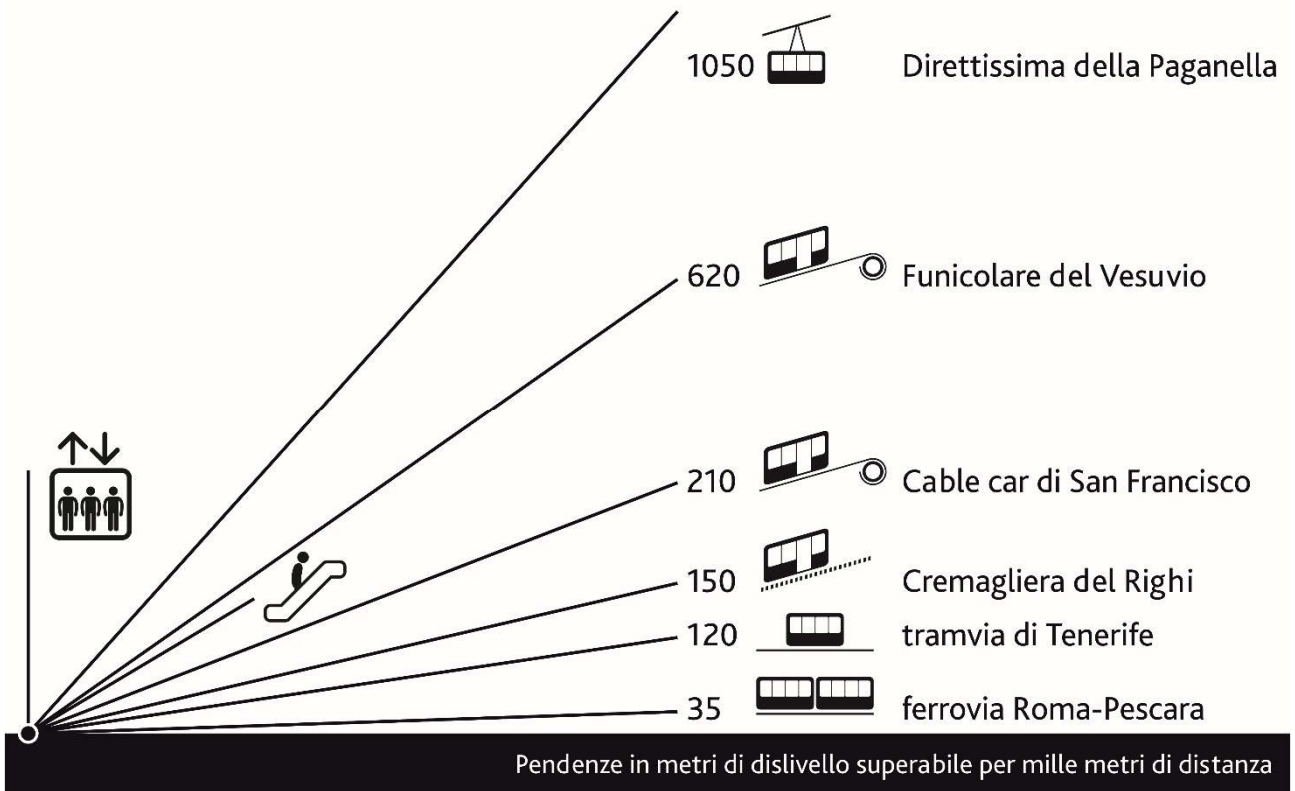 1050 Direttissima della Paganella
620 Funicolare del Vesuvio
210 Cable car di San Francisco
150 Cremagliera del Righi
120 tramvia di Tenerife
35 ferrovia Roma-Pescara
Pendenze in metri di dislivello superabile per mille metri di distanza